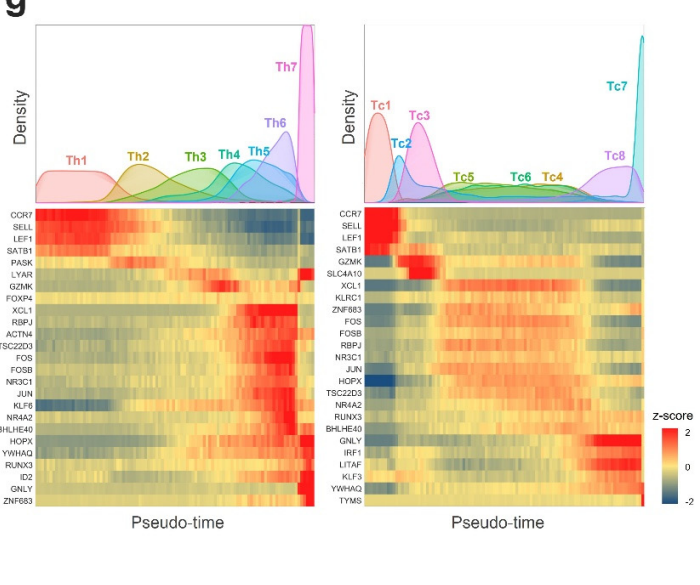 g
Density
Th1
Th2
Th3
Th4
Th5
Th6
Th7
CCR7
SELL
LEF1
SATB1
PASK
LYAR
GZMK
FOXP4
XCL1
RBPJ
ACTN4
TSC22D3
FOS
FOSB
NR3C1
JUN
KLF6
NR4A2
BHLHE40
HOPX
YWHAQ
RUNX3
ID2
GNLY
ZNF683
Pseudo-time
Density
Tc1
Tc2
Tc3
Tc5
Tc6
Tc4
Tc8
Tc7
CCR7
SELL
LEF1
SATB1
GZMK
SLC4A10
XCL1
KLRC1
ZNF683
FOS
FOSB
RBPJ
NR3C1
JUN
HOPX
TSC22D3
NR4A2
RUNX3
BHLHE40
GNLY
IRF1
LITAF
KLF3
YWHAQ
TYMS
Pseudo-time
z-score
2
0
-2